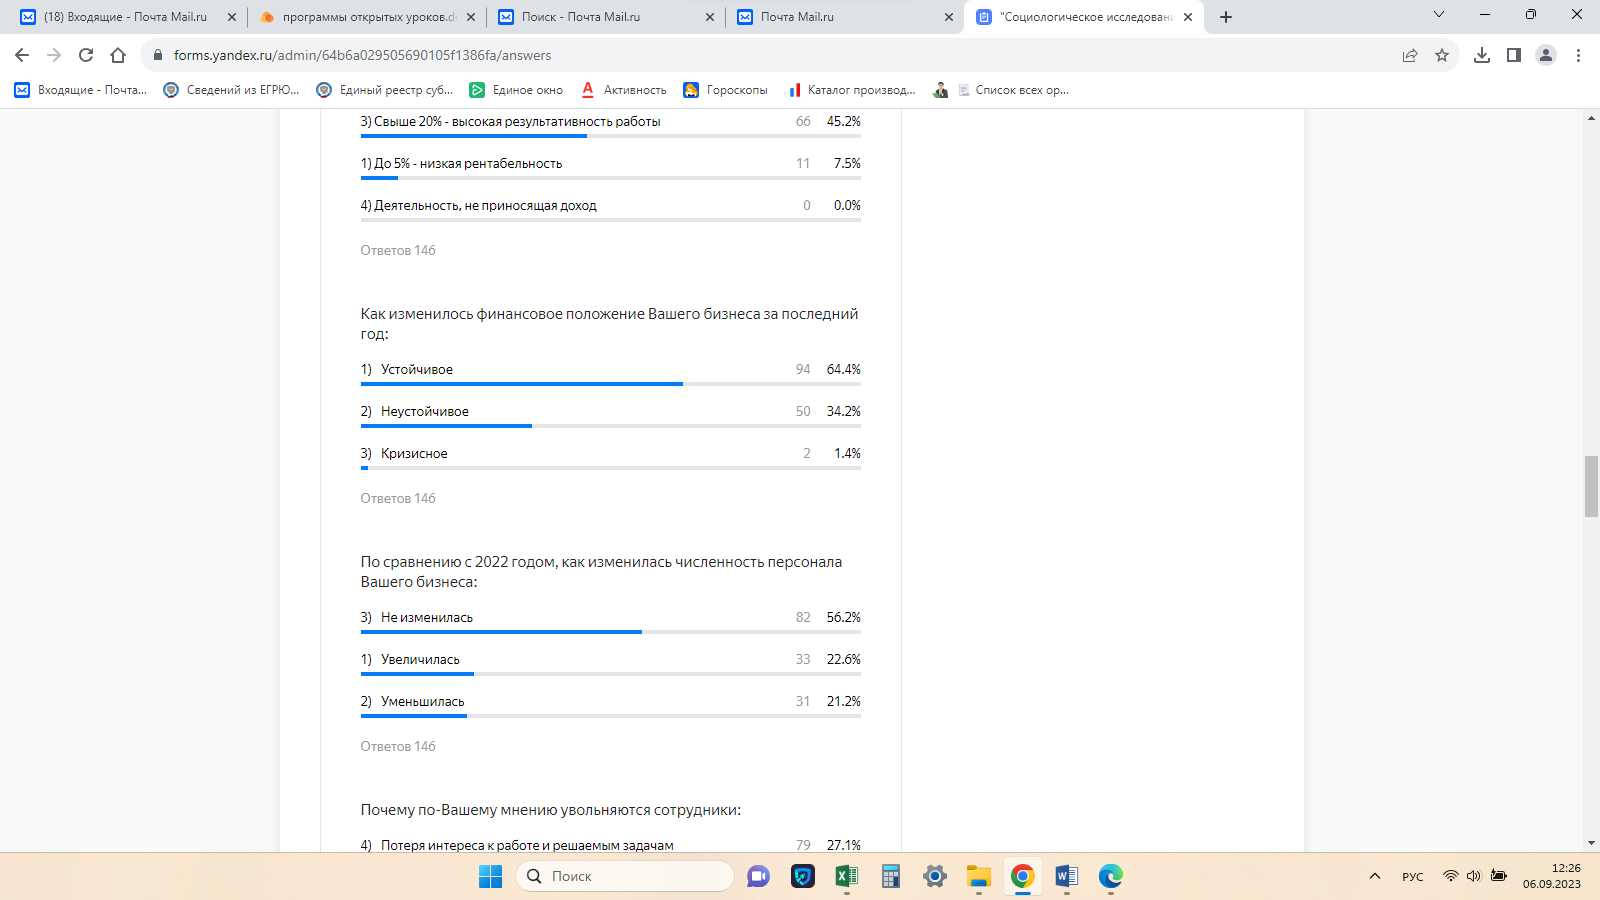 (18) Входящие - Почта Mail.ru
программы открытых уроков.do
Поиск - Почта Mail.ru
Почта Mail.ru
"Социологическое исследован
forms.yandex.ru/admin/64b6a029505690105f1386fa/answers
Входящие - Почта...
Сведений из ЕГРЮ...
Единый реестр суб...
Единое окно
Активность
Гороскопы
Каталог производ...
Список всех ор...
3) Свыше 20% - высокая результативность работы 66 45.2%
1) До 5% - низкая рентабельность 11 7.5%
4) Деятельность, не приносящая доход 0 0.0%
Ответов 146
Как изменилось финансовое положение Вашего бизнеса за последний
год:
1) Устойчивое 94 64.4%
2) Неустойчивое 50 34.2%
3) Кризисное 2 1.4%
Ответов 146
По сравнению с 2022 годом, как изменилась численность персонала
Вашего бизнеса:
3) Не изменилась 82 56.2%
1) Увеличилась 33 22.6%
2) Уменьшилась 31 21.2%
Ответов 146
Почему по-Вашему мнению увольняются сотрудники:
4) Потеря интереса к работе и решаемым задачам 79 27.1%
Поиск
РУС
12:26
06.09.2023